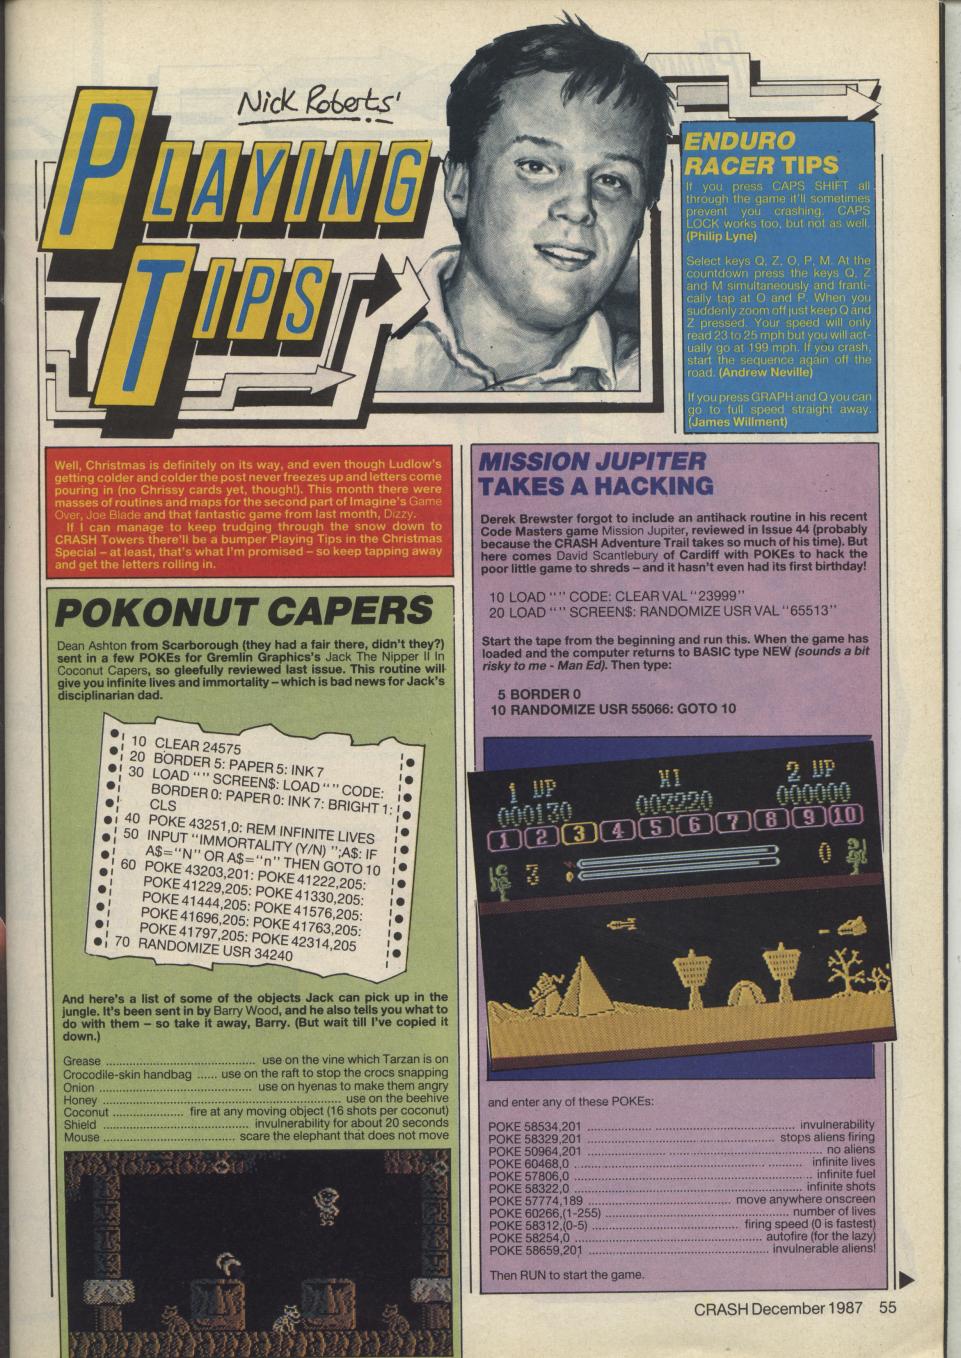 Nick Roberts'
PLAYING
TIPS
ENDURO
RACER TIPS
If you press CAPS SHIFT all
through the game it'll sometimes
prevent you crashing. CAPS
LOCK works too, but not as well.
(Philip Lyne)
Select keys Q, Z, O, P, M. At the
countdown press the keys Q, Z
and M simultaneously and franti-
cally tap at O and P. When you
suddenly zoom off just keep Q and
Z pressed. Your speed will only
read 23 to 25 mph but you will act-
ually go at 199 mph. If you crash,
start the sequence again off the
road. (Andrew Neville)
If you press GRAPH and Q you can
go to full speed straight away.
(James Willment)
Well, Christmas is definitely on its way, and even though Ludlow's
getting colder and colder the post never freezes up and letters come
pouring in (no Chrissy cards yet, though!). This month there were
masses of routines and maps for the second part of Imagine's Game
Over, Joe Blade and that fantastic game from last month, Dizzy.
If I can manage to keep trudging through the snow down to
CRASH Towers there'll be a bumper Playing Tips in the Christmas
Special – at least, that's what I'm promised – so keep tapping away
and get the letters rolling in.
POKONUT CAPERS
Dean Ashton from Scarborough (they had a fair there, didn't they?)
sent in a few POKEs for Gremlin Graphics's Jack The Nipper II In
Coconut Capers, so gleefully reviewed last issue. This routine will
give you infinite lives and immortality – which is bad news for Jack's
disciplinarian dad.
10 CLEAR 24575
20 BORDER 5: PAPER 5: INK 7
30 LOAD "" SCREEN$: LOAD "" CODE:
BORDER 0: PAPER 0: INK 7: BRIGHT 1:
CLS
40 POKE 43251,0: REM INFINITE LIVES
50 INPUT "IMMORTALITY (Y/N) ";A$: IF
A$="N" OR A$="n" THEN GOTO 10
60 POKE 43203,201: POKE 41222,205:
POKE 41229,205: POKE 41330,205:
POKE 41444,205: POKE 41576,205:
POKE 41696,205: POKE 41763,205:
POKE 41797,205: POKE 42314,205
70 RANDOMIZE USR 34240
And here's a list of some of the objects Jack can pick up in the
jungle. It's been sent in by Barry Wood, and he also tells you what to
do with them – so take it away, Barry. (But wait till I've copied it
down.)
Grease ........ use on the vine which Tarzan is on
Crocodile-skin handbag ...... use on the raft to stop the crocs snapping
Onion ........ use on hyenas to make them angry
Honey ........ use on the beehive
Coconut ........ fire at any moving object (16 shots per coconut)
Shield ........ invulnerability for about 20 seconds
Mouse ........ scare the elephant that does not move
MISSION JUPITER
TAKES A HACKING
Derek Brewster forgot to include an antihack routine in his recent
Code Masters game Mission Jupiter, reviewed in Issue 44 (probably
because the CRASH Adventure Trail takes so much of his time). But
here comes David Scantlebury of Cardiff with POKEs to hack the
poor little game to shreds – and it hasn't even had its first birthday!
10 LOAD "" CODE: CLEAR VAL "23999"
20 LOAD "" SCREEN$: RANDOMIZE USR VAL "65513"
Start the tape from the beginning and run this. When the game has
loaded and the computer returns to BASIC type NEW (sounds a bit
risky to me - Man Ed). Then type:
5 BORDER 0
10 RANDOMIZE USR 55066: GOTO 10
1 UP HI 2 UP
000130 003220 000000
1 2 3 4 5 6 7 8 9 10
3 0
and enter any of these POKEs:
POKE 58534,201 ........ invulnerability
POKE 58329,201 ........ stops aliens firing
POKE 50964,201 ........ no aliens
POKE 60468,0 ........ infinite lives
POKE 57806,0 ........ infinite fuel
POKE 58322,0 ........ infinite shots
POKE 57774,189 ........ move anywhere onscreen
POKE 60266,(1-255) ........ number of lives
POKE 58312,(0-5) ........ firing speed (0 is fastest)
POKE 58254,0 ........ autofire (for the lazy)
POKE 58659,201 ........ invulnerable aliens!
Then RUN to start the game.
CRASH December 1987 55